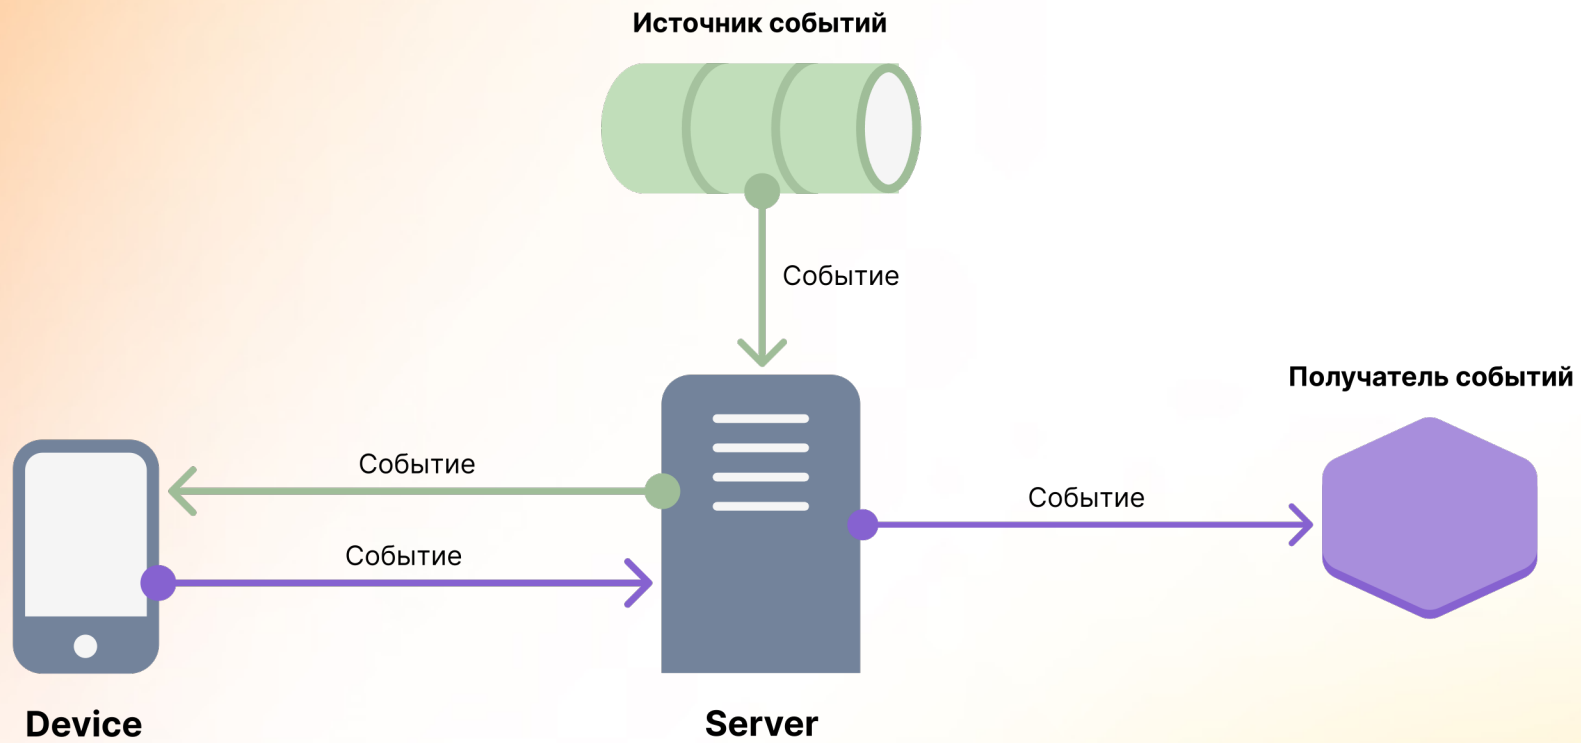 Источник событий
Событие
Получатель событий
Событие
Событие
Событие
Device
Server